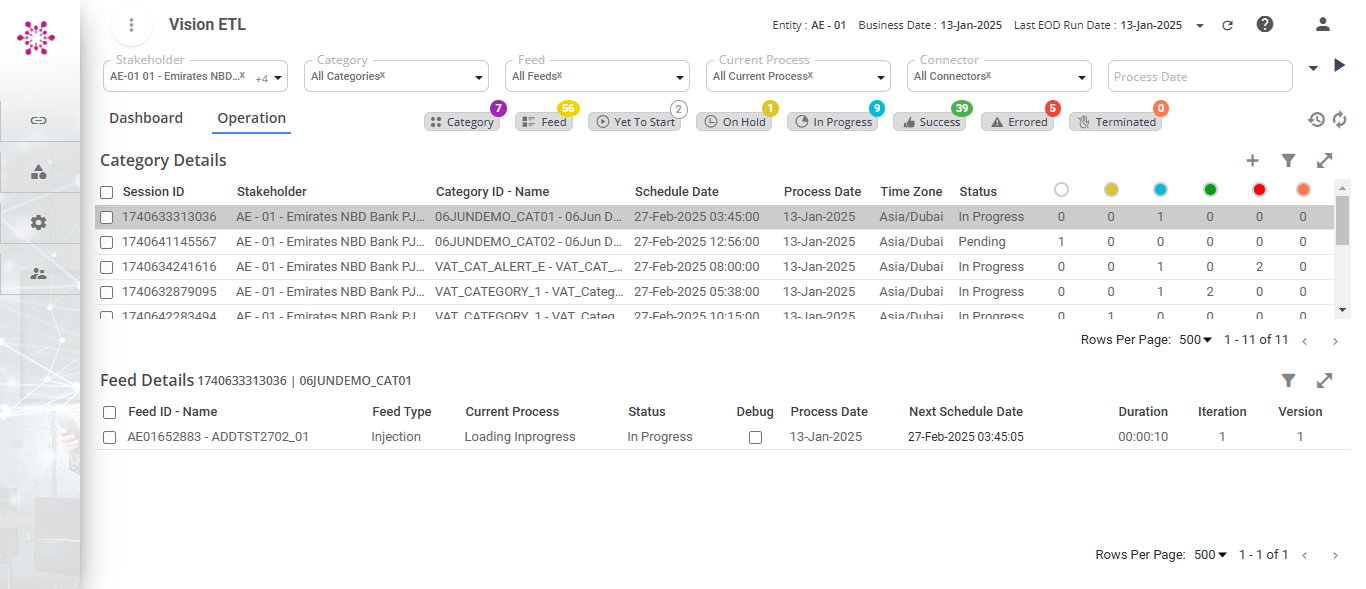 Vision ETL
Entity : AE - 01 Business Date : 13-Jan-2025 Last EOD Run Date : 13-Jan-2025
Stakeholder Category Feed Current Process Connector
AE-01 01 - Emirates NBD...x +4 All Categoriesx All Feedsx All Current Processx All Connectorsx Process Date
7 56 2 1 9 39 5 0
Dashboard Operation Category Feed Yet To Start On Hold In Progress Success Errored Terminated
Category Details
Session ID Stakeholder Category ID - Name Schedule Date Process Date Time Zone Status
1740633313036 AE - 01 - Emirates NBD Bank PJ... 06JUNDEMO_CAT01 - 06Jun D... 27-Feb-2025 03:45:00 13-Jan-2025 Asia/Dubai In Progress 0 0 1 0 0 0
1740641145567 AE - 01 - Emirates NBD Bank PJ... 06JUNDEMO_CAT02 - 06Jun D... 27-Feb-2025 12:56:00 13-Jan-2025 Asia/Dubai Pending 1 0 0 0 0 0
1740634241616 AE - 01 - Emirates NBD Bank PJ... VAT_CAT_ALERT_E - VAT_CAT_... 27-Feb-2025 08:00:00 13-Jan-2025 Asia/Dubai In Progress 0 0 1 0 2 0
1740632879095 AE - 01 - Emirates NBD Bank PJ... VAT_CATEGORY_1 - VAT_Categ... 27-Feb-2025 05:38:00 13-Jan-2025 Asia/Dubai In Progress 0 0 1 2 0 0
1740642283494 AE - 01 - Emirates NBD Bank PJ... VAT_CATEGORY_1 - VAT_Categ... 27-Feb-2025 10:15:00 13-Jan-2025 Asia/Dubai In Progress 0 1 0 0 0 0
Rows Per Page: 500 1 - 11 of 11
Feed Details 1740633313036 | 06JUNDEMO_CAT01
Feed ID - Name Feed Type Current Process Status Debug Process Date Next Schedule Date Duration Iteration Version
AE01652883 - ADDTST2702_01 Injection Loading Inprogress In Progress 13-Jan-2025 27-Feb-2025 03:45:05 00:00:10 1 1
Rows Per Page: 500 1 - 1 of 1